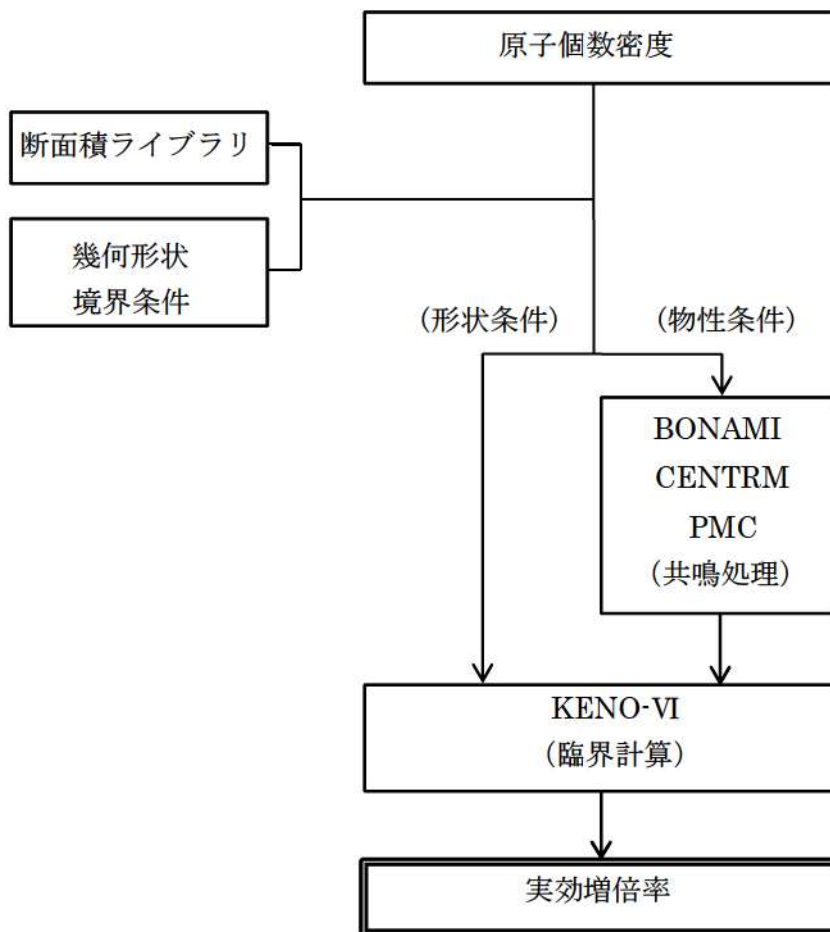 原子個数密度
断面積ライブラリ
幾何形状
境界条件
(形状条件)
(物性条件)
BONAMI
CENTRM
PMC
(共鳴処理)
KENO-VI
(臨界計算)
実効増倍率